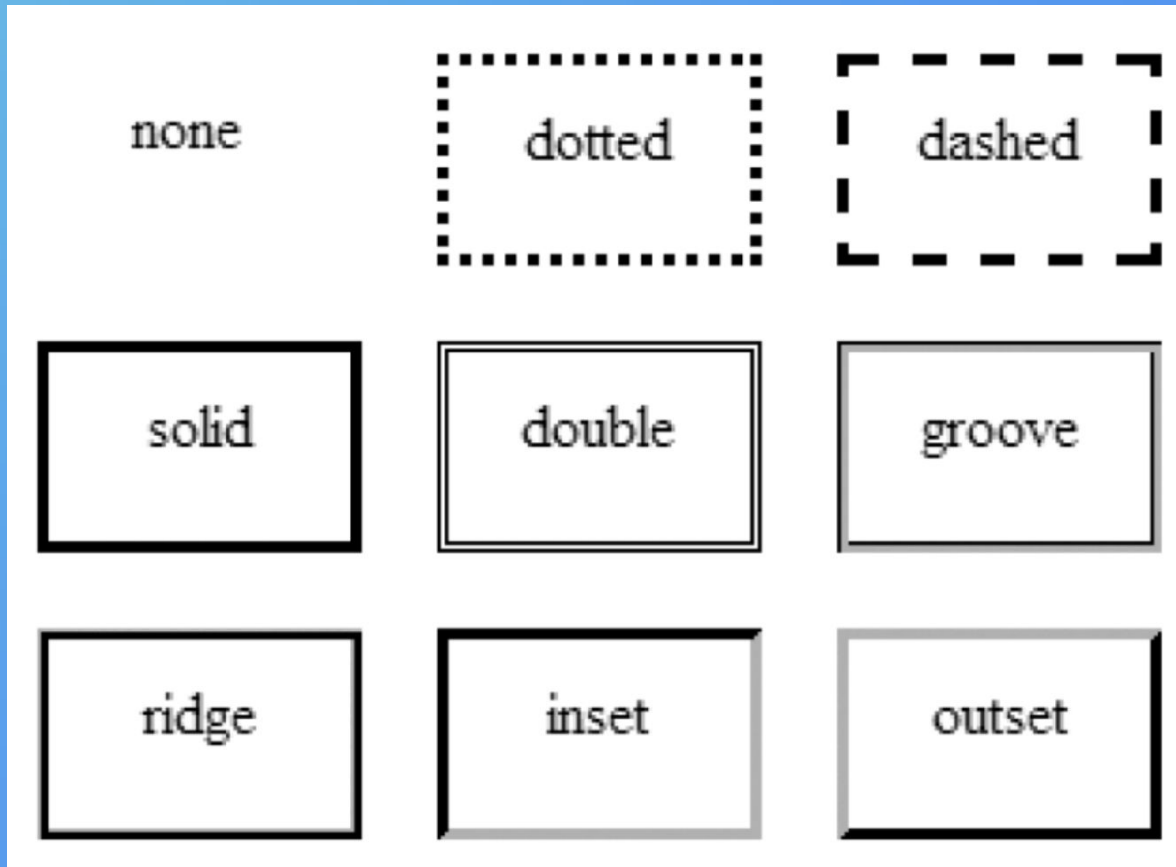 none
dotted
dashed
solid
double
groove
ridge
inset
outset